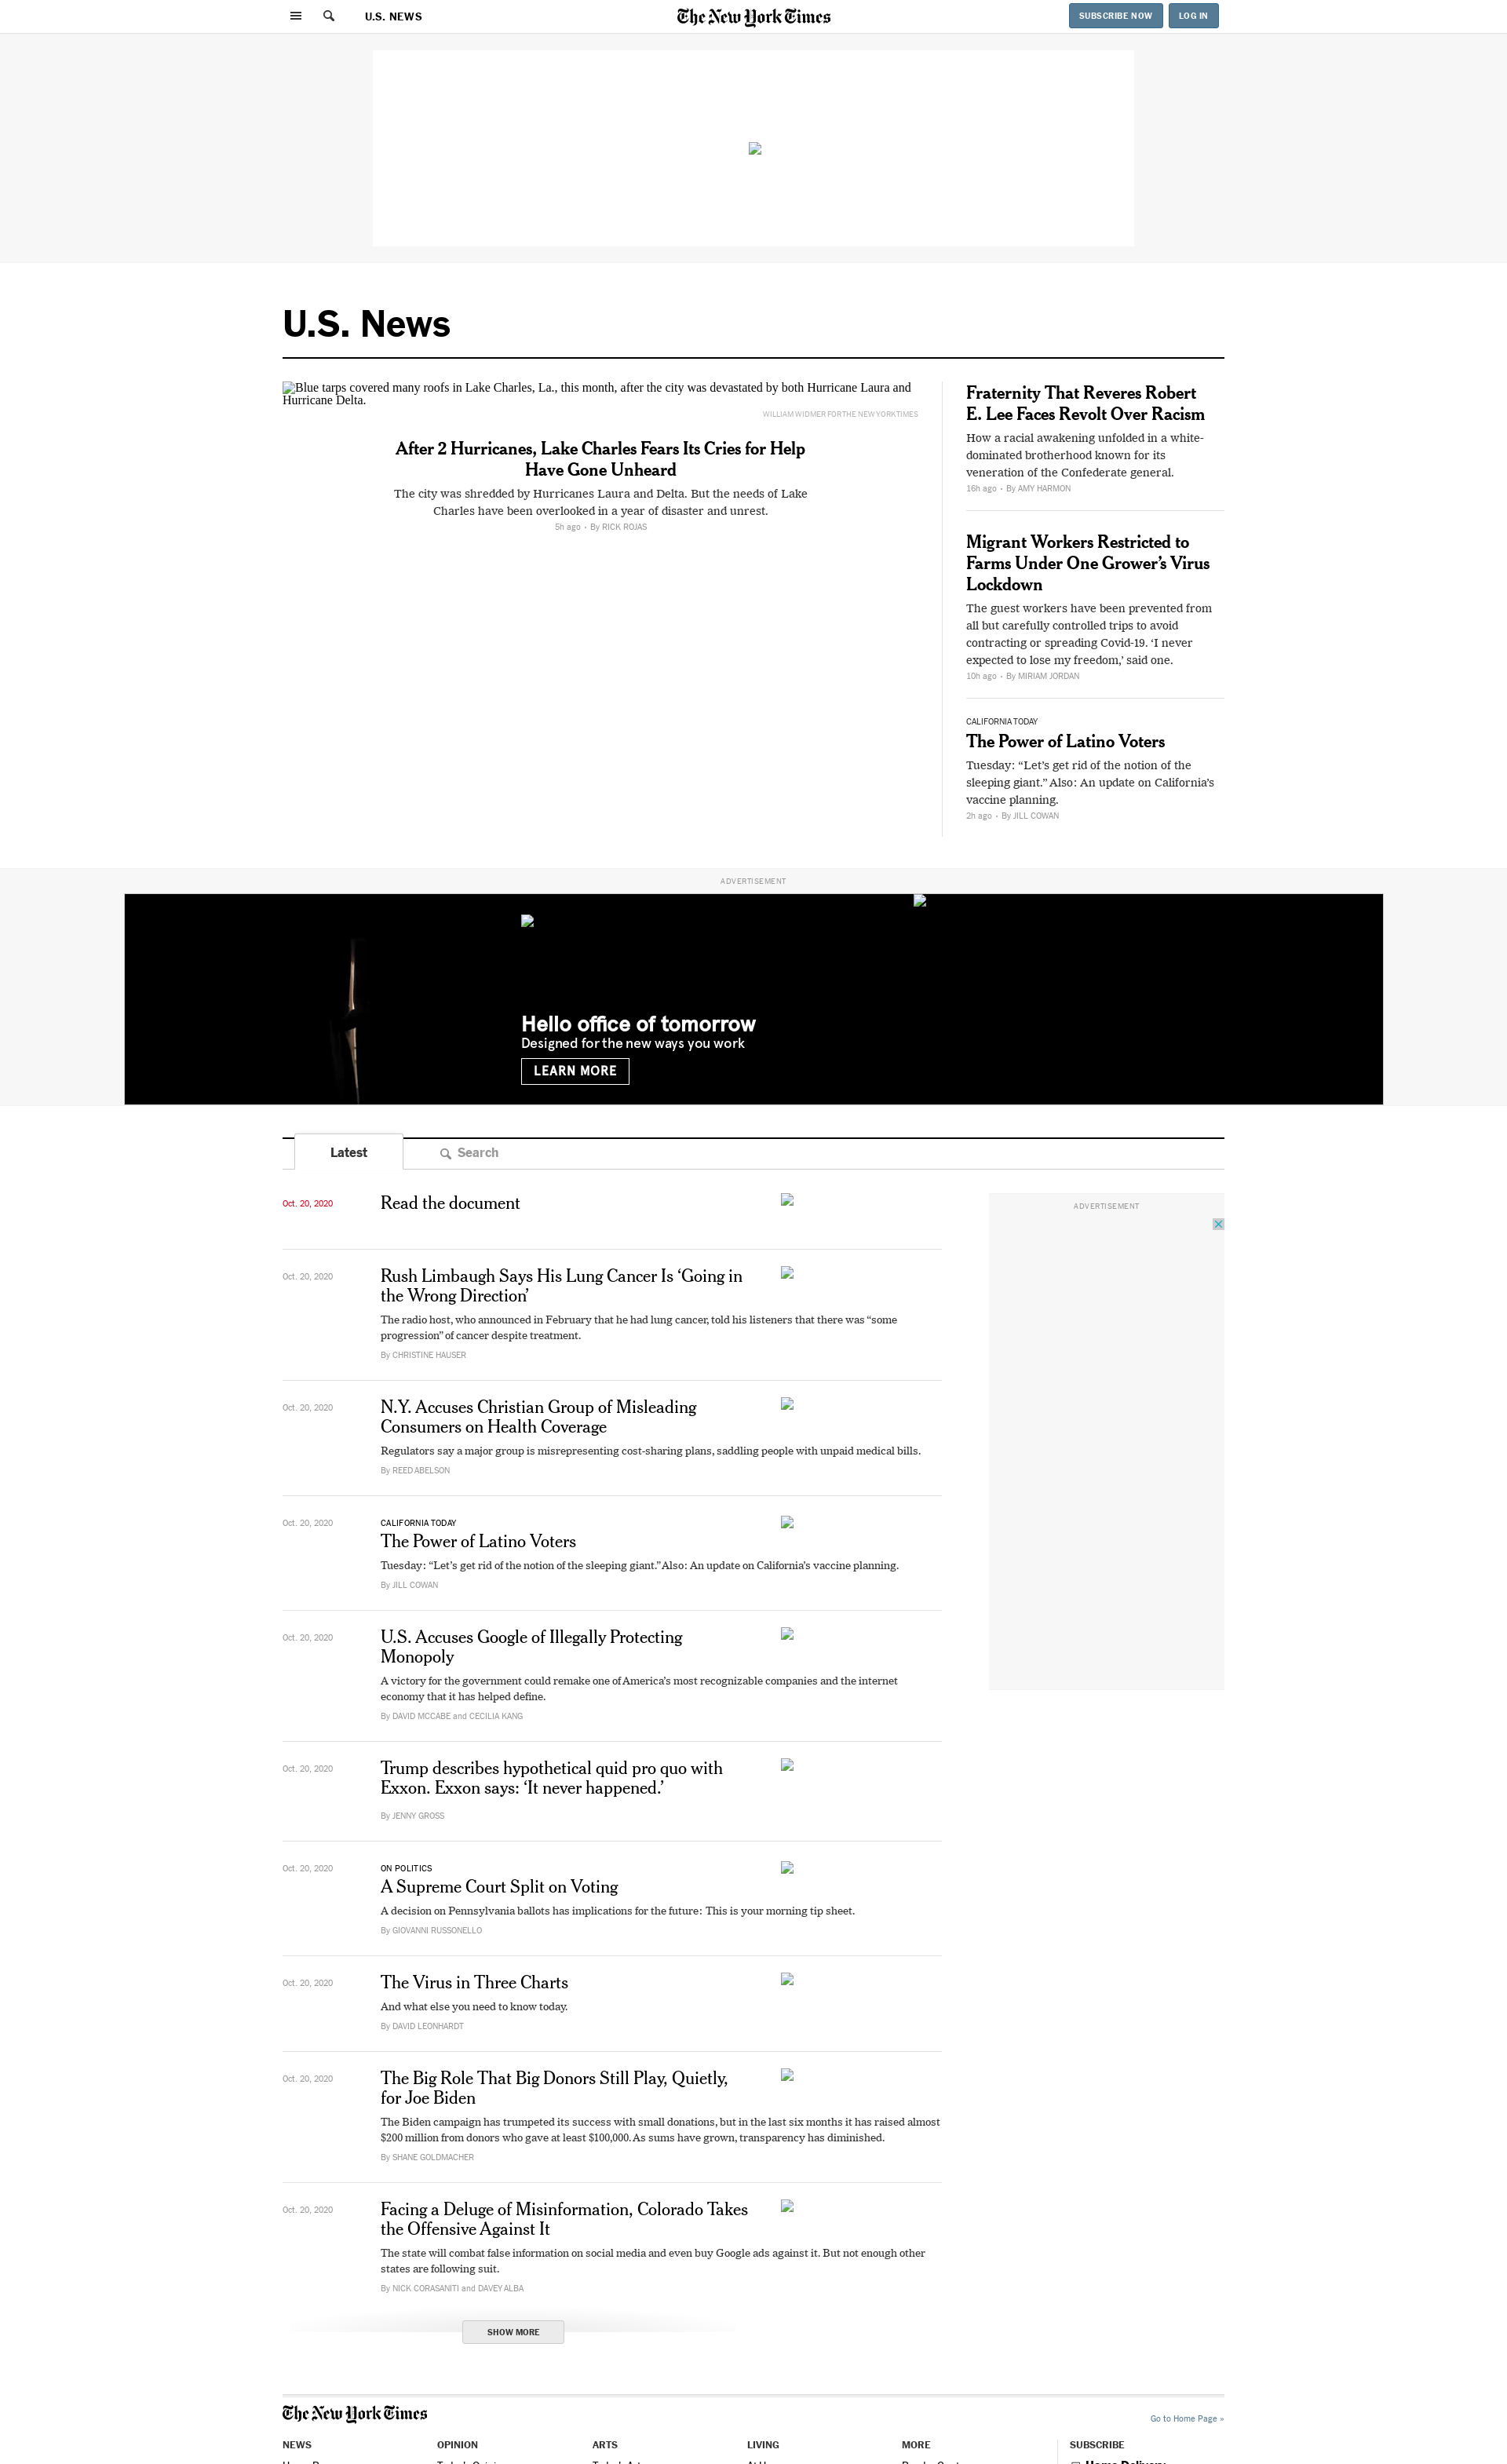 U.S. NEWS
The New York Times
SUBSCRIBE NOW
LOG IN
U.S. News
Blue tarps covered many roofs in Lake Charles, La., this month, after the city was devastated by both Hurricane Laura and
Hurricane Delta.
WILLIAM WIDMER FOR THE NEW YORK TIMES
After 2 Hurricanes, Lake Charles Fears Its Cries for Help
Have Gone Unheard
The city was shredded by Hurricanes Laura and Delta. But the needs of Lake
Charles have been overlooked in a year of disaster and unrest.
5h ago • By RICK ROJAS
Fraternity That Reveres Robert
E. Lee Faces Revolt Over Racism
How a racial awakening unfolded in a white-
dominated brotherhood known for its
veneration of the Confederate general.
16h ago • By AMY HARMON
Migrant Workers Restricted to
Farms Under One Grower’s Virus
Lockdown
The guest workers have been prevented from
all but carefully controlled trips to avoid
contracting or spreading Covid-19. ‘I never
expected to lose my freedom,’ said one.
10h ago • By MIRIAM JORDAN
CALIFORNIA TODAY
The Power of Latino Voters
Tuesday: “Let’s get rid of the notion of the
sleeping giant.” Also: An update on California’s
vaccine planning.
2h ago • By JILL COWAN
ADVERTISEMENT
Hello office of tomorrow
Designed for the new ways you work
LEARN MORE
Latest
Search
Oct. 20, 2020
Read the document
ADVERTISEMENT
Oct. 20, 2020
Rush Limbaugh Says His Lung Cancer Is ‘Going in
the Wrong Direction’
The radio host, who announced in February that he had lung cancer, told his listeners that there was “some
progression” of cancer despite treatment.
By CHRISTINE HAUSER
Oct. 20, 2020
N.Y. Accuses Christian Group of Misleading
Consumers on Health Coverage
Regulators say a major group is misrepresenting cost-sharing plans, saddling people with unpaid medical bills.
By REED ABELSON
Oct. 20, 2020
CALIFORNIA TODAY
The Power of Latino Voters
Tuesday: “Let’s get rid of the notion of the sleeping giant.” Also: An update on California’s vaccine planning.
By JILL COWAN
Oct. 20, 2020
U.S. Accuses Google of Illegally Protecting
Monopoly
A victory for the government could remake one of America’s most recognizable companies and the internet
economy that it has helped define.
By DAVID MCCABE and CECILIA KANG
Oct. 20, 2020
Trump describes hypothetical quid pro quo with
Exxon. Exxon says: ‘It never happened.’
By JENNY GROSS
Oct. 20, 2020
ON POLITICS
A Supreme Court Split on Voting
A decision on Pennsylvania ballots has implications for the future: This is your morning tip sheet.
By GIOVANNI RUSSONELLO
Oct. 20, 2020
The Virus in Three Charts
And what else you need to know today.
By DAVID LEONHARDT
Oct. 20, 2020
The Big Role That Big Donors Still Play, Quietly,
for Joe Biden
The Biden campaign has trumpeted its success with small donations, but in the last six months it has raised almost
$200 million from donors who gave at least $100,000. As sums have grown, transparency has diminished.
By SHANE GOLDMACHER
Oct. 20, 2020
Facing a Deluge of Misinformation, Colorado Takes
the Offensive Against It
The state will combat false information on social media and even buy Google ads against it. But not enough other
states are following suit.
By NICK CORASANITI and DAVEY ALBA
SHOW MORE
The New York Times
Go to Home Page »
NEWS
OPINION
ARTS
LIVING
MORE
SUBSCRIBE